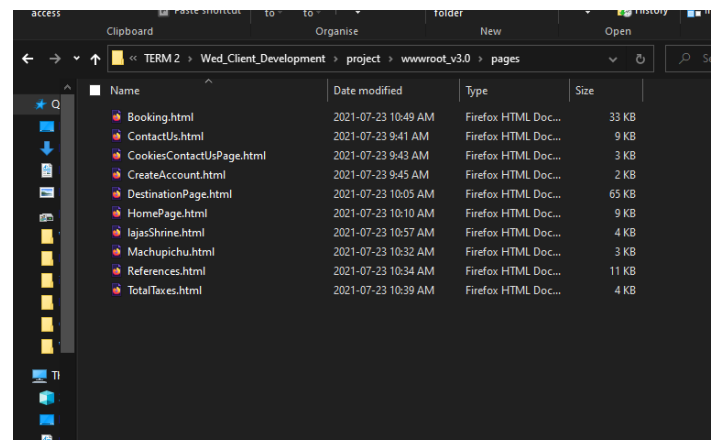 access Paste shortcut to to folder History
Clipboard Organise New Open
« TERM 2 › Wed_Client_Development › project › wwwroot_v3.0 › pages
Name Date modified Type Size
Booking.html 2021-07-23 10:49 AM Firefox HTML Doc... 33 KB
ContactUs.html 2021-07-23 9:41 AM Firefox HTML Doc... 9 KB
CookiesContactUsPage.html 2021-07-23 9:43 AM Firefox HTML Doc... 3 KB
CreateAccount.html 2021-07-23 9:45 AM Firefox HTML Doc... 2 KB
DestinationPage.html 2021-07-23 10:05 AM Firefox HTML Doc... 65 KB
HomePage.html 2021-07-23 10:10 AM Firefox HTML Doc... 9 KB
lajasShrine.html 2021-07-23 10:57 AM Firefox HTML Doc... 4 KB
Machupichu.html 2021-07-23 10:32 AM Firefox HTML Doc... 3 KB
References.html 2021-07-23 10:34 AM Firefox HTML Doc... 11 KB
TotalTaxes.html 2021-07-23 10:39 AM Firefox HTML Doc... 4 KB